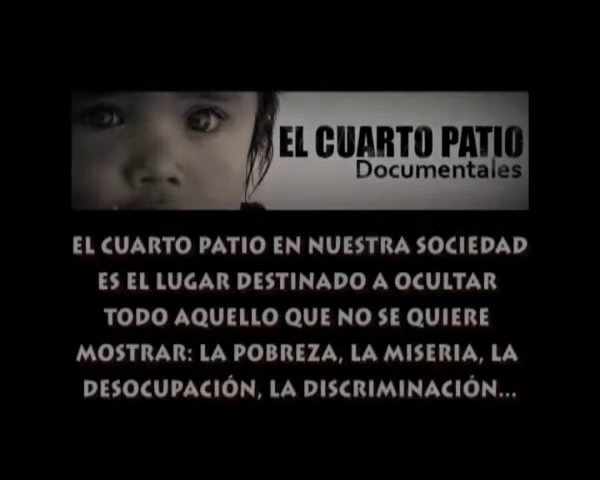 EL CUARTO PATIO
Documentales
EL CUARTO PATIO EN NUESTRA SOCIEDAD
ES EL LUGAR DESTINADO A OCULTAR
TODO AQUELLO QUE NO SE QUIERE
MOSTRAR: LA POBREZA, LA MISERIA, LA
DESOCUPACIÓN, LA DISCRIMINACIÓN...